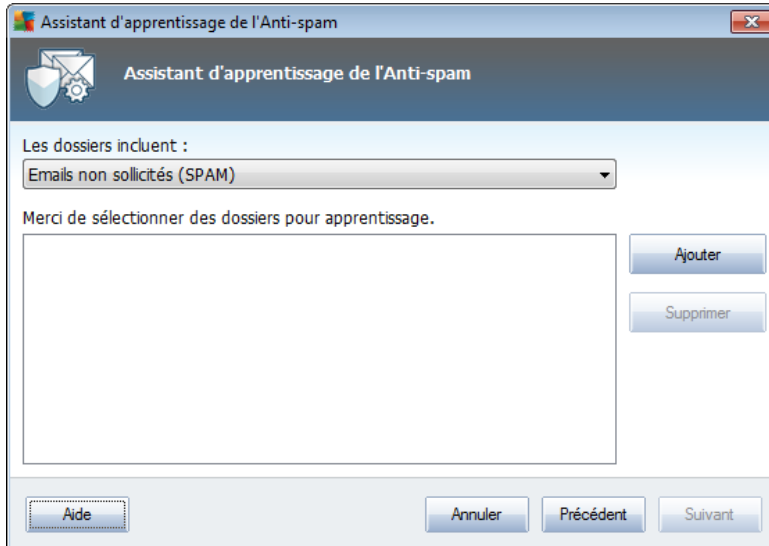 Assistant d'apprentissage de l'Anti-spam
Assistant d'apprentissage de l'Anti-spam
Les dossiers incluent :
Emails non sollicités (SPAM)
Merci de sélectionner des dossiers pour apprentissage.
Ajouter
Supprimer
Aide
Annuler
Précédent
Suivant